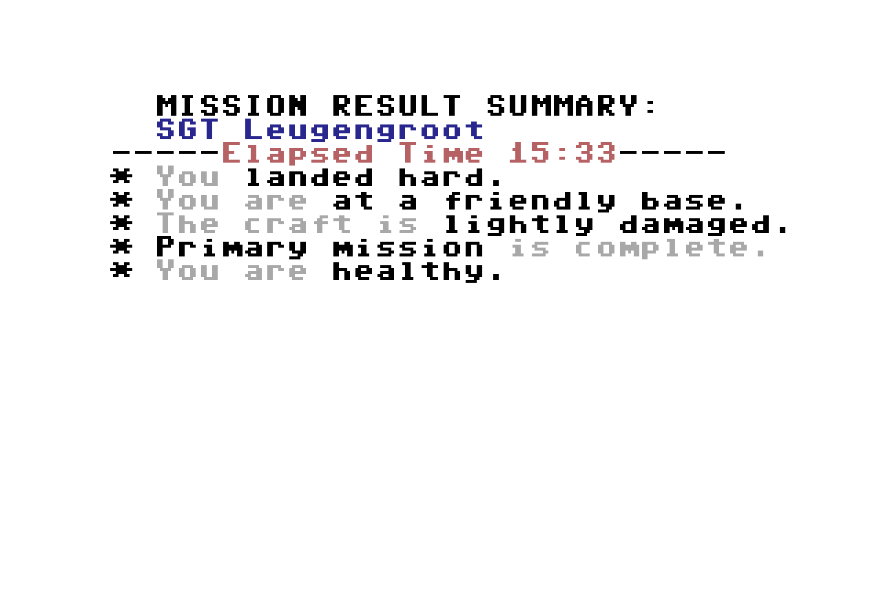 MISSION RESULT SUMMARY:
SGT Leugengroot
-----Elapsed Time 15:33-----
* You landed hard.
* You are at a friendly base.
* The craft is lightly damaged.
* Primary mission is complete.
* You are healthy.